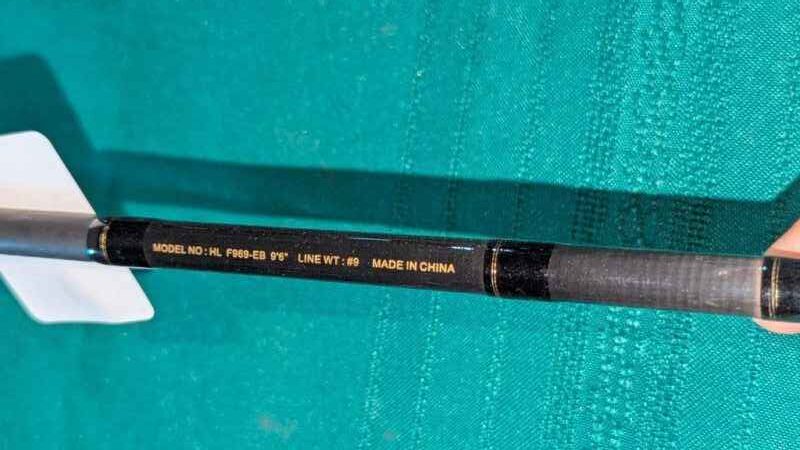 MODEL NO : HL F969-EB 9'6" LINE WT : #9 MADE IN CHINA